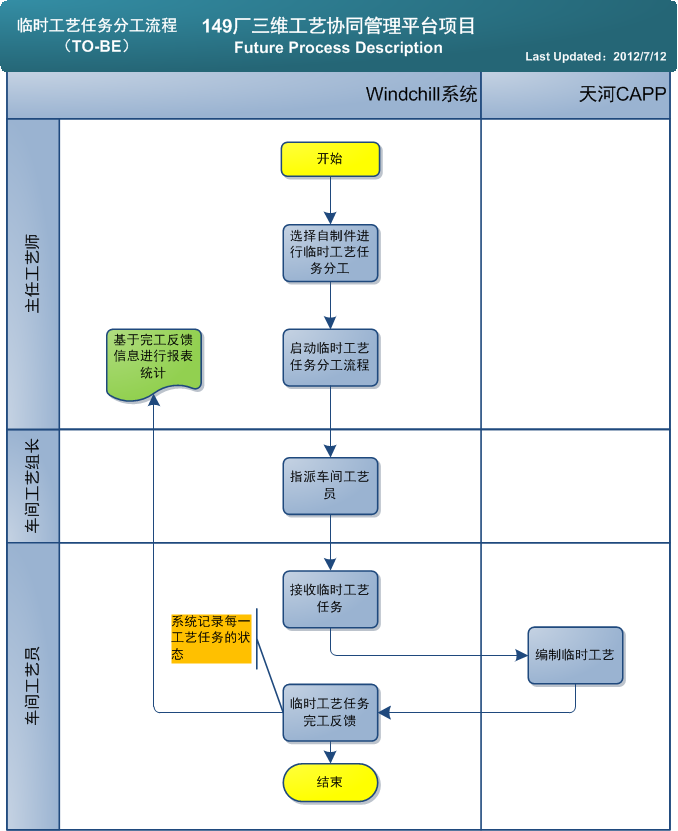 临时工艺任务分工流程
（TO-BE）
149厂三维工艺协同管理平台项目
Future Process Description
Last Updated：2012/7/12
Windchill系统
天河CAPP
主任工艺师
开始
选择自制件进
行临时工艺任
务分工
启动临时工艺
任务分工流程
基于完工反馈
信息进行报表
统计
车间工艺组长
指派车间工艺
员
车间工艺员
接收临时工艺
任务
系统记录每一
工艺任务的状
态
编制临时工艺
临时工艺任务
完工反馈
结束